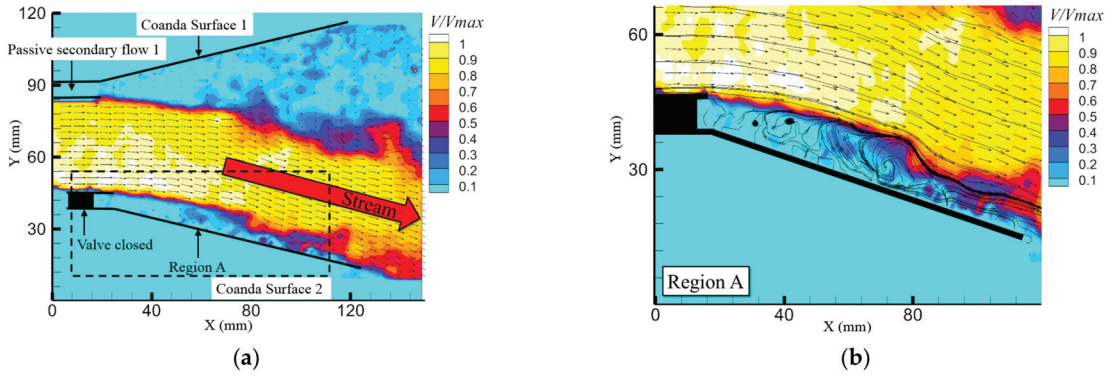 120
Coanda Surface 1
V/Vmax
Passive secondary flow 1
90
1
0.9
0.8
0.7
0.6
0.5
0.4
0.3
0.2
0.1
Y (mm)
60
Stream
30
Valve closed
Region A
Coanda Surface 2
0
0
40
80
120
X (mm)
(a)
V/Vmax
60
1
0.9
0.8
0.7
0.6
0.5
0.4
0.3
0.2
0.1
Y (mm)
30
Region A
0
0
40
80
X (mm)
(b)